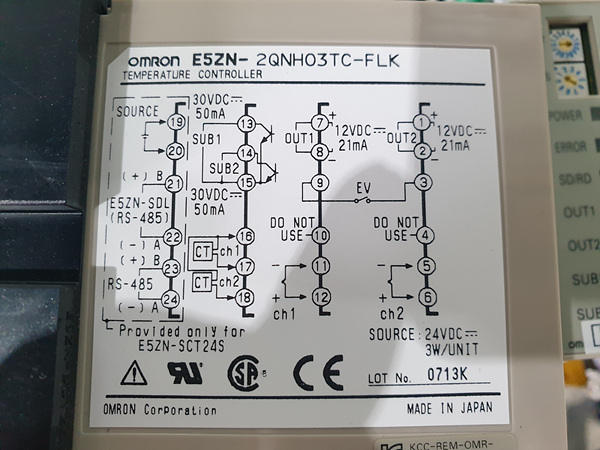 OMRON E5ZN- 2QNH03TC-FLK
TEMPERATURE CONTROLLER
SOURCE
19
20
(+) B
21
E5ZN-SDL
(RS-485)
(-) A
22
(+) B
23
RS-485
(-) A
24
Provided only for
E5ZN-SCT24S
30VDC
50mA
13
SUB1
14
SUB2
15
30VDC
50mA
16
CT ch1
17
CT ch2
18
7 +
OUT1 12VDC
21mA
8 -
9
EV
DO NOT
USE 10
- 11
+ 12
ch1
1 +
OUT2 12VDC
21mA
2 -
3
DO NOT
USE 4
- 5
+ 6
ch2
SOURCE: 24VDC
3W/UNIT
LOT No. 0713K
CE
OMRON Corporation MADE IN JAPAN
KCC-REM-OMR-
POWER
ERROR
SD/RD
OUT1
OUT2
SUB